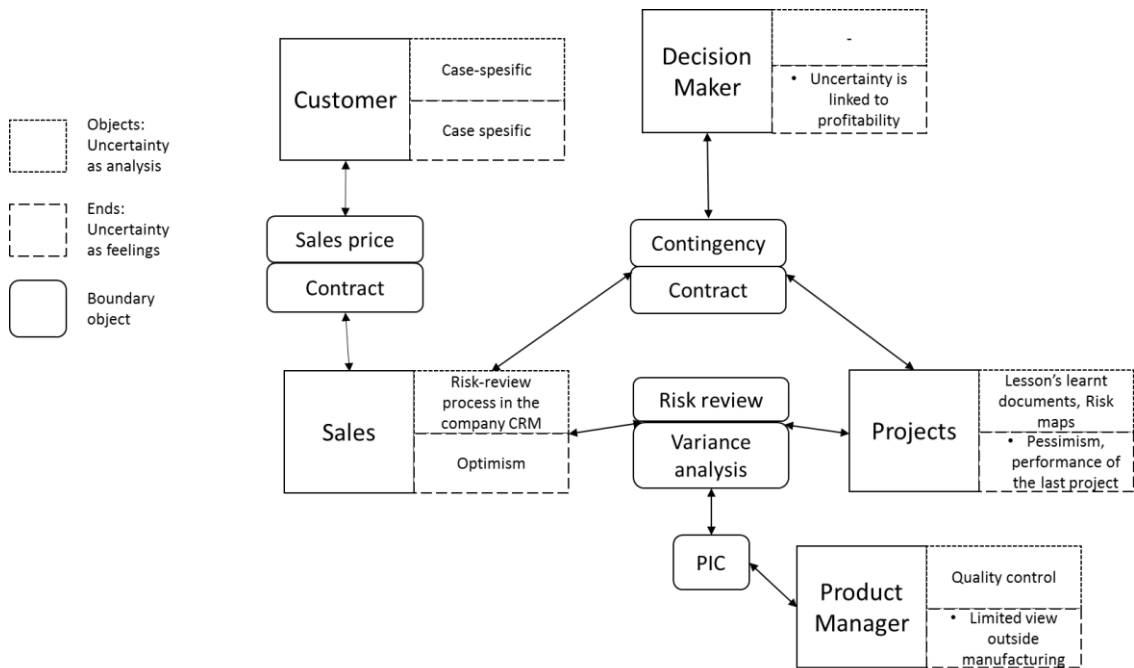 Objects:
Uncertainty
as analysis
Ends:
Uncertainty
as feelings
Boundary
object
Customer
Case-spesific
Case spesific
Decision
Maker
-
• Uncertainty is
linked to
profitability
Sales price
Contract
Contingency
Contract
Sales
Risk-review
process in the
company CRM
Optimism
Risk review
Variance
analysis
Projects
Lesson's learnt
documents, Risk
maps
• Pessimism,
performance of
the last project
PIC
Product
Manager
Quality control
• Limited view
outside
manufacturing